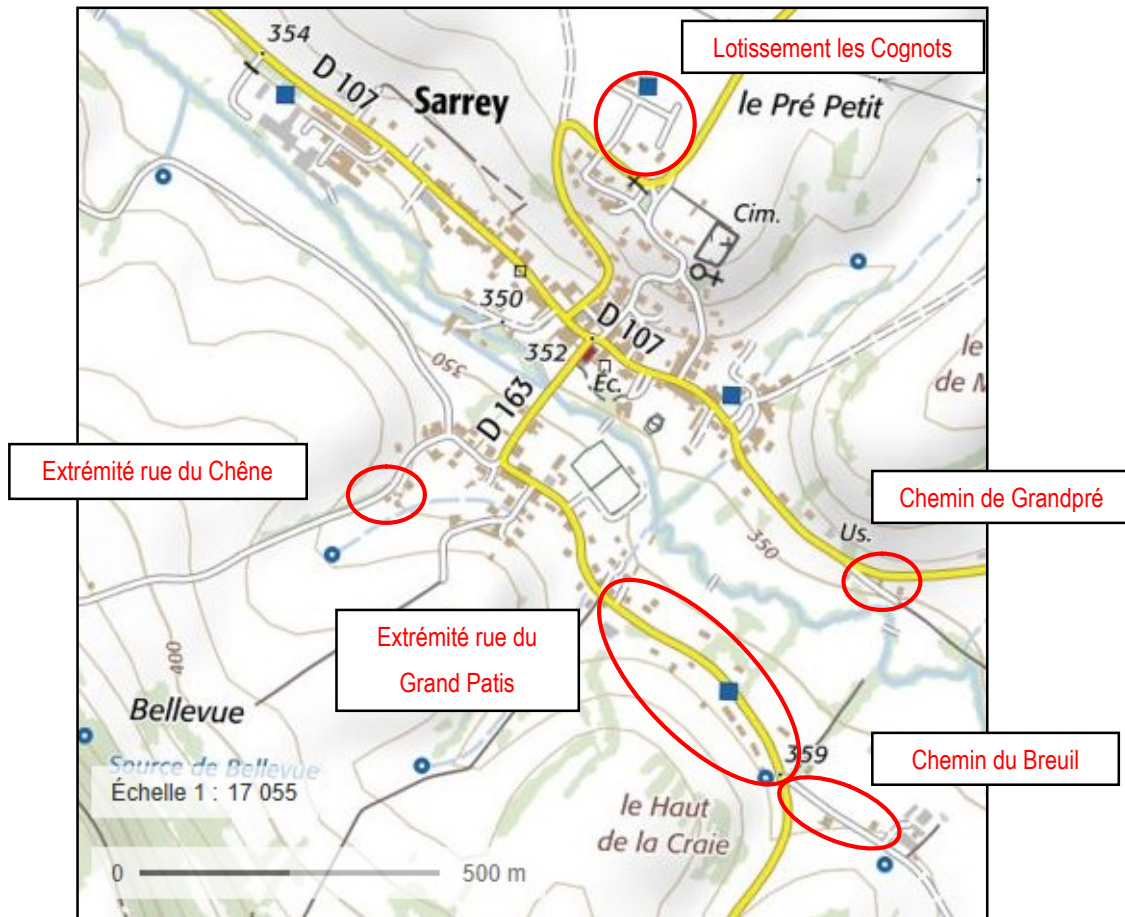 Lotissement les Cognots
354
D 107
Sarrey
le Pré Petit
Cim.
350
352
D 107
Éc.
350
D 163
le
de M
Extrémité rue du Chêne
Chemin de Grandpré
Us.
350
Extrémité rue du
Grand Patis
400
Bellevue
Source de Bellevue
359
Chemin du Breuil
Échelle 1 : 17 055
le Haut
de la Craie
0
500 m